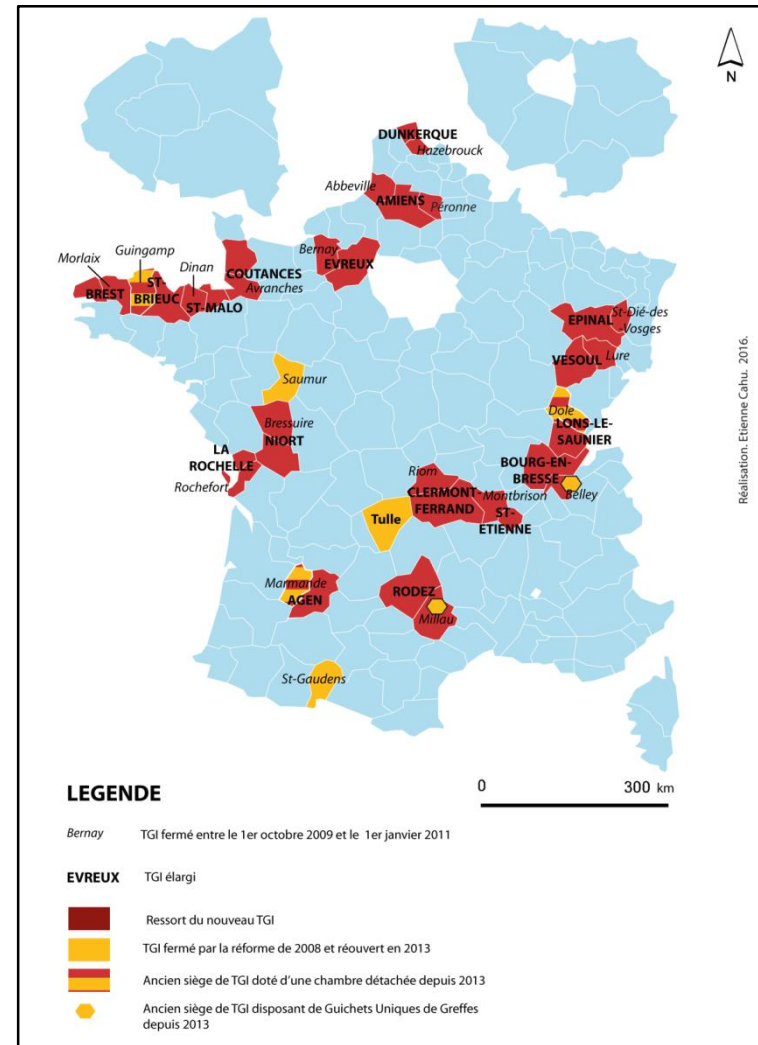 N
DUNKERQUE
Hazebrouck
Abbeville
AMIENS
Péronne
Bernay
EVREUX
Guingamp
Morlaix
Dinan
ST-
BRIEUC
BREST
ST-MALO
COUTANCES
Avranches
EPINAL
St-Dié-des
-Vosges
VESOUL
Lure
Saumur
Dole
LONS-LE-
SAUNIER
Bressuire
NIORT
LA
ROCHELLE
Rochefort
BOURG-EN-
BRESSE
Belley
Riom
CLERMONT-
FERRAND
Montbrison
ST-
ETIENNE
Tulle
Marmande
AGEN
RODEZ
Millau
St-Gaudens
Réalisation. Etienne Cahu. 2016.
LEGENDE
0 300 km
Bernay TGI fermé entre le 1er octobre 2009 et le 1er janvier 2011
EVREUX TGI élargi
Ressort du nouveau TGI
TGI fermé par la réforme de 2008 et réouvert en 2013
Ancien siège de TGI doté d'une chambre détachée depuis 2013
Ancien siège de TGI disposant de Guichets Uniques de Greffes
depuis 2013